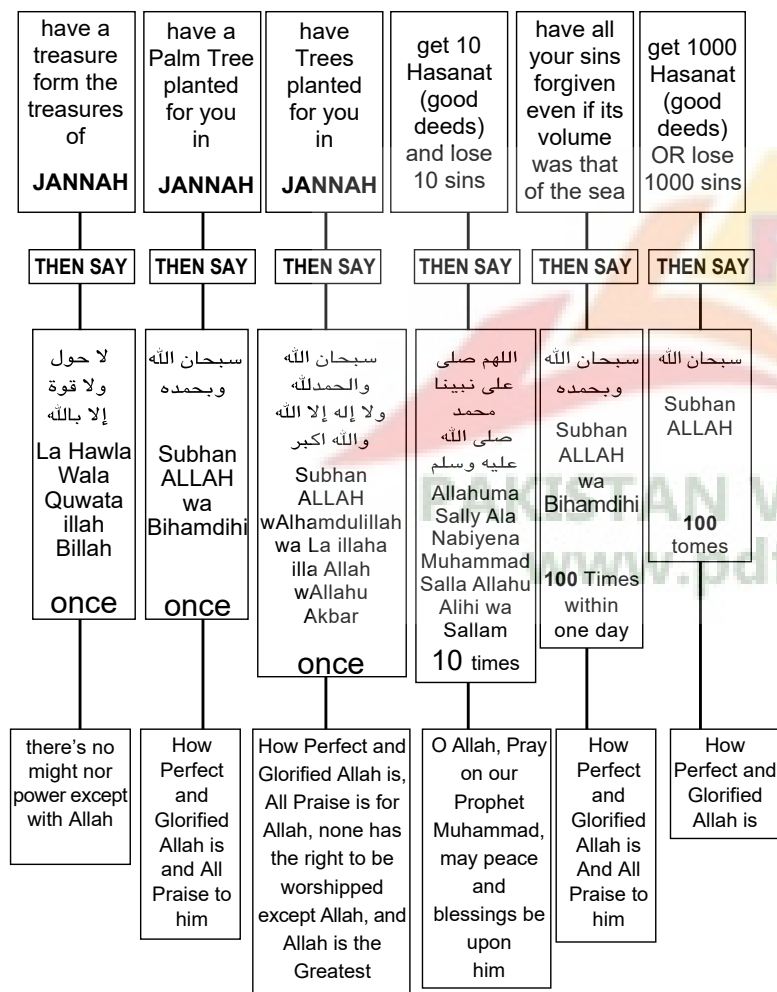 have a
treasure
form the
treasures
of
JANNAH
have a
Palm Tree
planted
for you
in
JANNAH
have
Trees
planted
for you
in
JANNAH
get 10
Hasanat
(good
deeds)
and lose
10 sins
have all
your sins
forgiven
even if its
volume
was that
of the sea
get 1000
Hasanat
(good
deeds)
OR lose
1000 sins
THEN SAY
THEN SAY
THEN SAY
THEN SAY
THEN SAY
THEN SAY
لا حول
ولا قوة
إلا بالله
La Hawla
Wala
Quwata
illah
Billah
once
سبحان الله
وبحمده
Subhan
ALLAH
wa
Bihamdihi
once
سبحان الله
والحمدلله
ولا إله إلا الله
والله اكبر
Subhan
ALLAH
wAlhamdulillah
wa La illaha
illa Allah
wAllahu
Akbar
once
اللهم صلى
على نبينا
محمد
صلى الله
عليه وسلم
Allahuma
Sally Ala
Nabiyena
Muhammad
Salla Allahu
Alihi wa
Sallam
10 times
سبحان الله
وبحمده
Subhan
ALLAH
wa
Bihamdihi
100 Times
within
one day
سبحان الله
Subhan
ALLAH
100
tomes
there's no
might nor
power except
with Allah
How
Perfect
and
Glorified
Allah is
and All
Praise to
him
How Perfect and
Glorified Allah is,
All Praise is for
Allah, none has
the right to be
worshipped
except Allah, and
Allah is the
Greatest
O Allah, Pray
on our
Prophet
Muhammad,
may peace
and
blessings be
upon
him
How
Perfect
and
Glorified
Allah is
And All
Praise to
him
How
Perfect and
Glorified
Allah is
PAKISTAN V
www.pdf